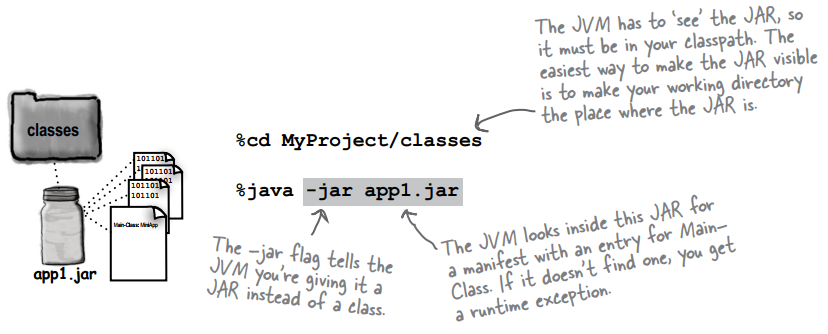 The JVM has to 'see' the JAR, so
it must be in your classpath. The
easiest way to make the JAR visible
is to make your working directory
the place where the JAR is.
classes
%cd MyProject/classes
101101
101101
101101
101101
%java -jar app1.jar
Main-Class: MiniApp
app1.jar
The -jar flag tells the
JVM you're giving it a
JAR instead of a class.
The JVM looks inside this JAR for
a manifest with an entry for Main-
Class. If it doesn't find one, you get
a runtime exception.